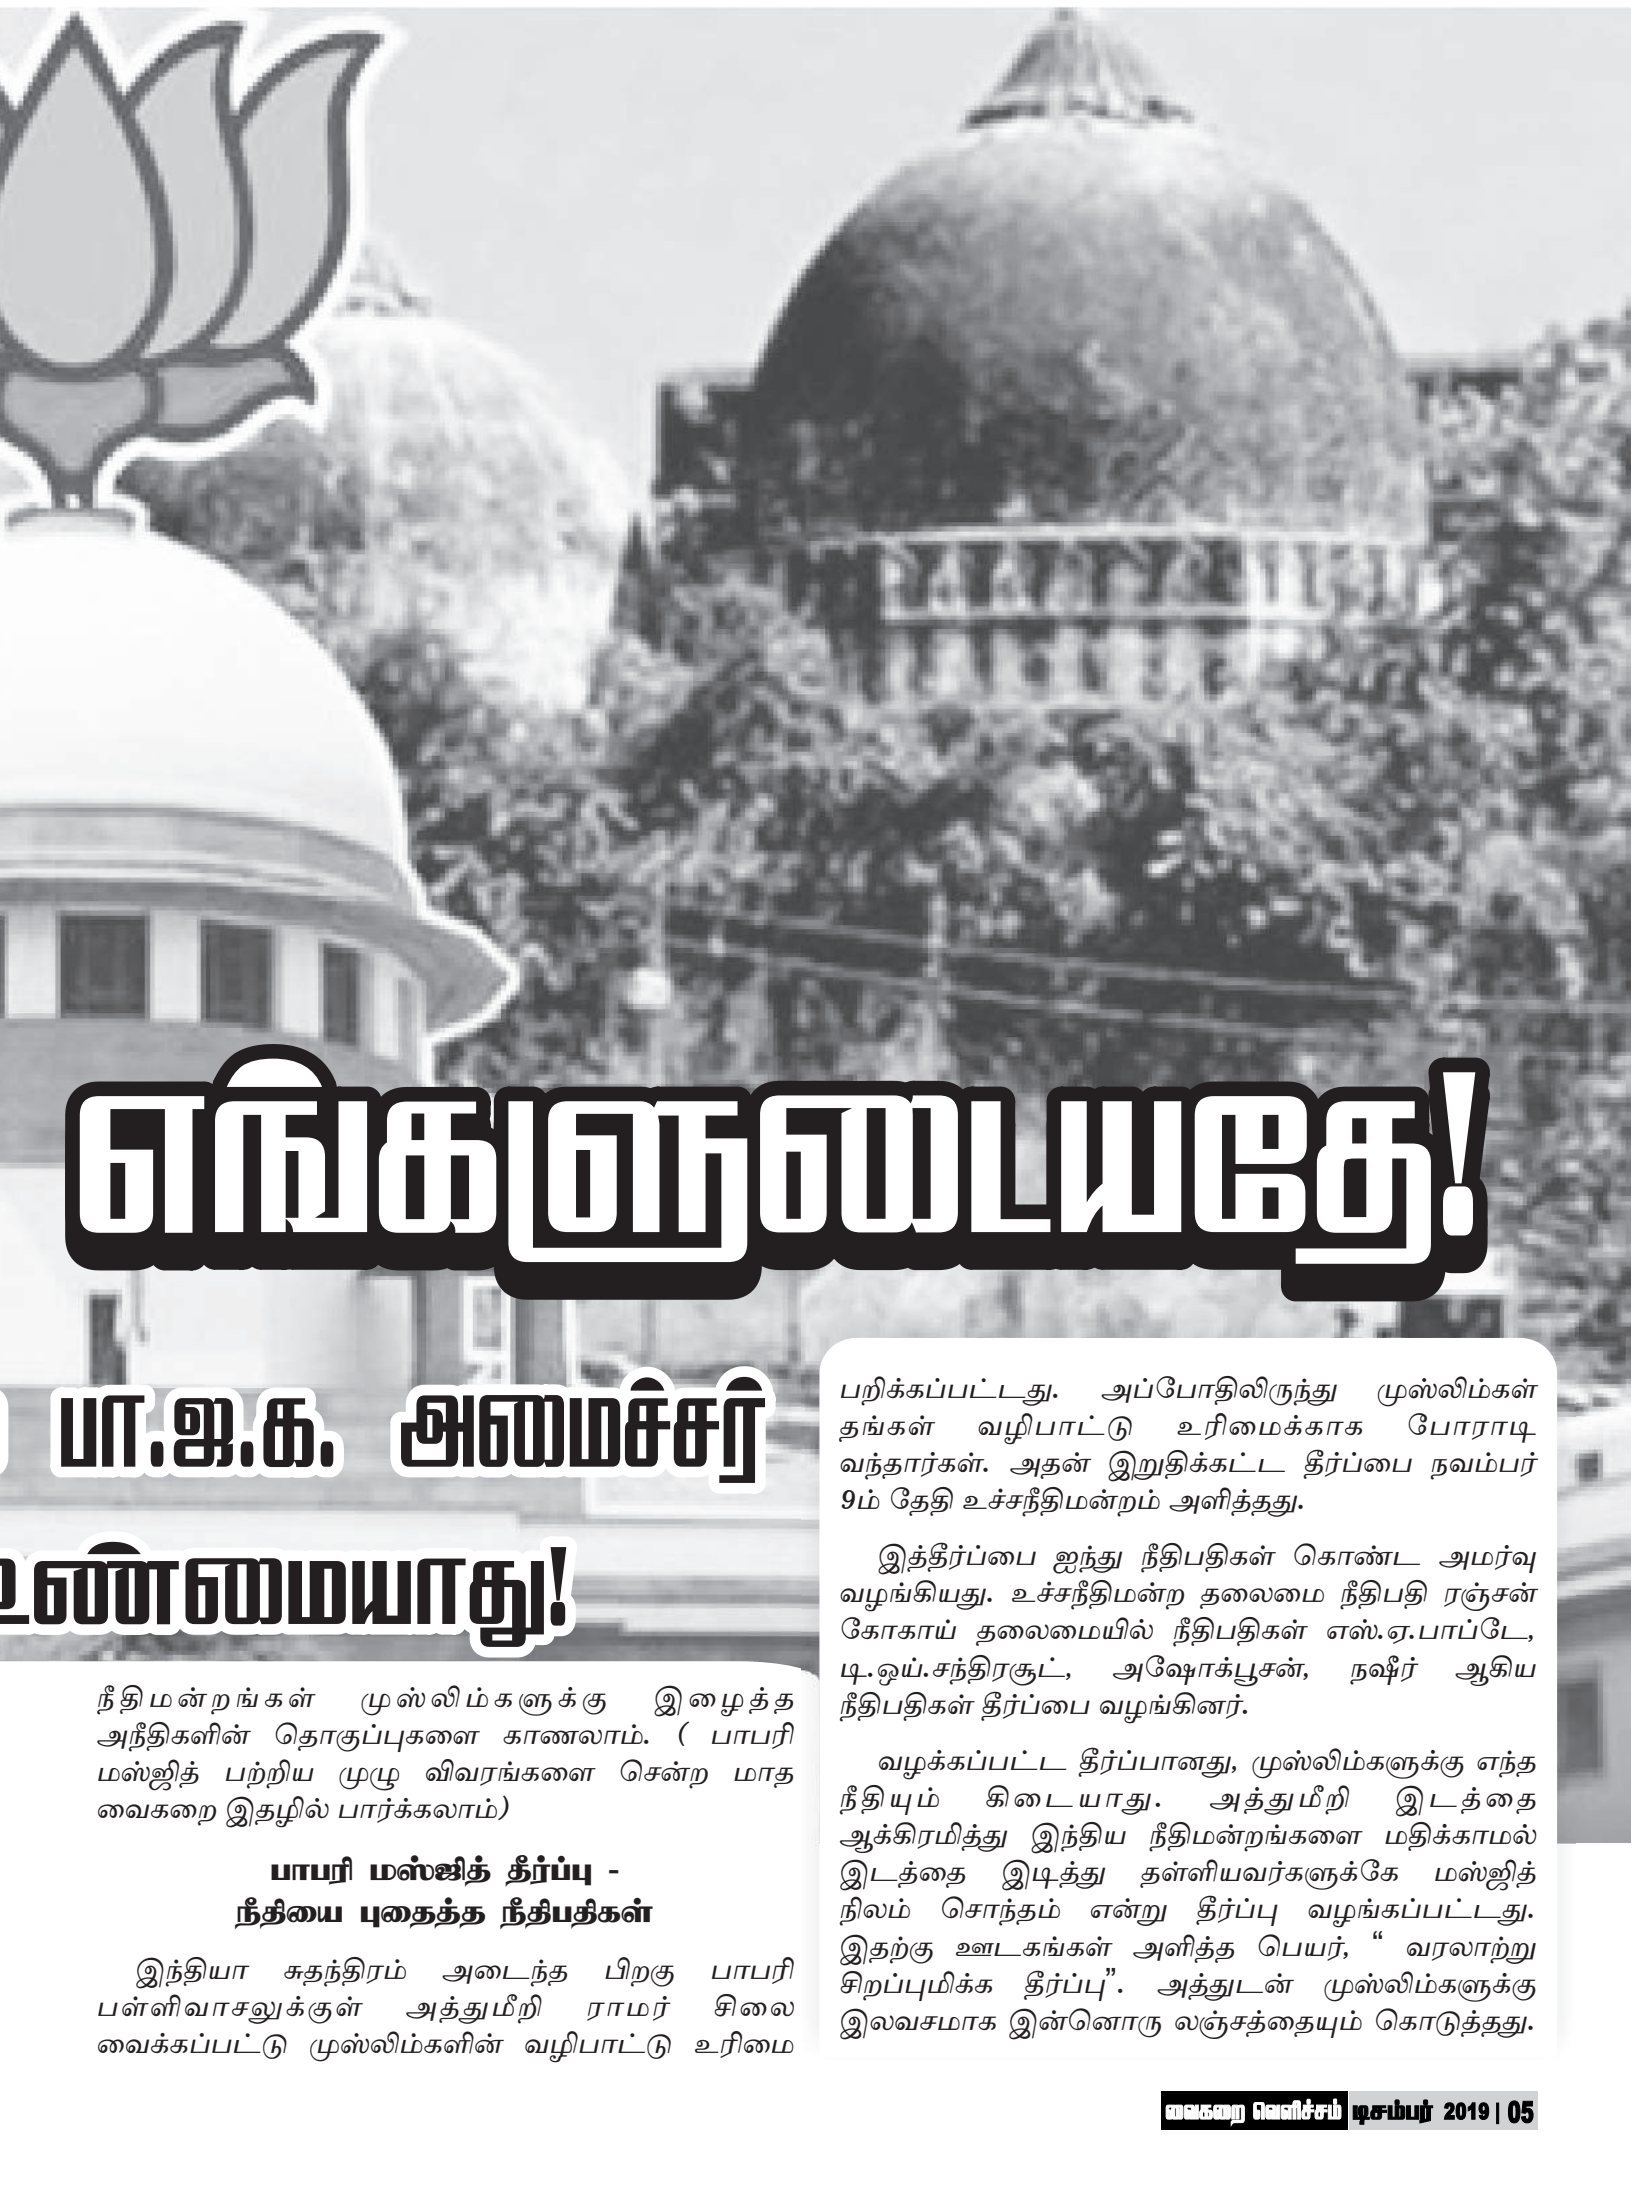 எங்களுடையதே!
பா.ஜ.க. அமைச்சர்
உண்மையாது!
நீதிமன்றங்கள் முஸ்லிம்களுக்கு இழைத்த
அநீதிகளின் தொகுப்புகளை காணலாம். ( பாபரி
மஸ்ஜித் பற்றிய முழு விவரங்களை சென்ற மாத
வைகறை இதழில் பார்க்கலாம்)
பாபரி மஸ்ஜித் தீர்ப்பு -
நீதியை புதைத்த நீதிபதிகள்
இந்தியா சுதந்திரம் அடைந்த பிறகு பாபரி
பள்ளிவாசலுக்குள் அத்துமீறி ராமர் சிலை
வைக்கப்பட்டு முஸ்லிம்களின் வழிபாட்டு உரிமை
பறிக்கப்பட்டது. அப்போதிலிருந்து முஸ்லிம்கள்
தங்கள் வழிபாட்டு உரிமைக்காக போராடி
வந்தார்கள். அதன் இறுதிக்கட்ட தீர்ப்பை நவம்பர்
9ம் தேதி உச்சநீதிமன்றம் அளித்தது.
இத்தீர்ப்பை ஐந்து நீதிபதிகள் கொண்ட அமர்வு
வழங்கியது. உச்சநீதிமன்ற தலைமை நீதிபதி ரஞ்சன்
கோகாய் தலைமையில் நீதிபதிகள் எஸ்.ஏ.பாப்டே,
டி.ஒய்.சந்திரசூட், அஷோக்பூசன், நஷீர் ஆகிய
நீதிபதிகள் தீர்ப்பை வழங்கினர்.
வழக்கப்பட்ட தீர்ப்பானது, முஸ்லிம்களுக்கு எந்த
நீதியும் கிடையாது. அத்துமீறி இடத்தை
ஆக்கிரமித்து இந்திய நீதிமன்றங்களை மதிக்காமல்
இடத்தை இடித்து தள்ளியவர்களுக்கே மஸ்ஜித்
நிலம் சொந்தம் என்று தீர்ப்பு வழங்கப்பட்டது.
இதற்கு ஊடகங்கள் அளித்த பெயர், “ வரலாற்று
சிறப்புமிக்க தீர்ப்பு”. அத்துடன் முஸ்லிம்களுக்கு
இலவசமாக இன்னொரு லஞ்சத்தையும் கொடுத்தது.
வைகறை வெளிச்சம் டிசம்பர் 2019 | 05